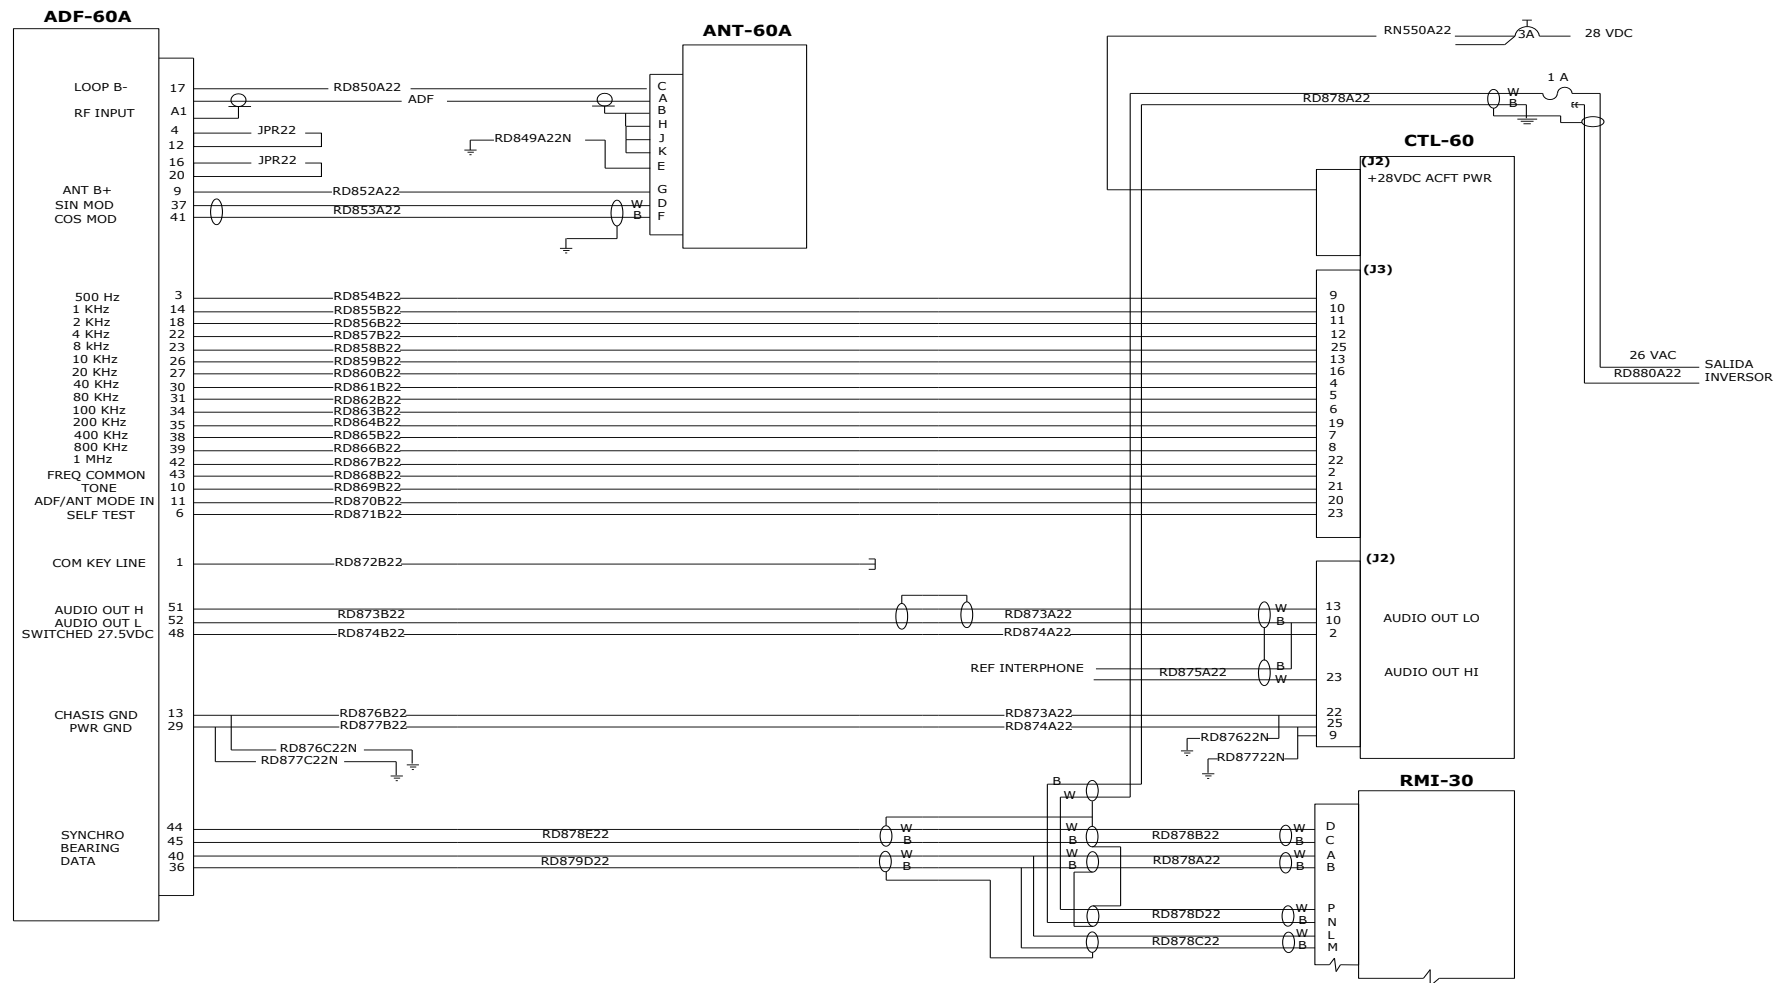 ADF-60A
ANT-60A
RN550A22
3A
28 VDC
1 A
LOOP B-
17
RD850A22
C
ADF
A
RD878A22
W
B
RF INPUT
A1
B
4
JPR22
H
12
RD849A22N
J
K
CTL-60
16
JPR22
E
(J2)
20
+28VDC ACFT PWR
ANT B+
9
RD852A22
G
SIN MOD
37
W
D
COS MOD
41
RD853A22
B
F
(J3)
500 Hz
3
RD854B22
9
1 KHz
14
RD855B22
10
2 KHz
18
RD856B22
11
4 KHz
22
RD857B22
12
8 kHz
23
RD858B22
25
10 KHz
26
RD859B22
13
20 KHz
27
RD860B22
16
40 KHz
30
RD861B22
4
80 KHz
31
RD862B22
5
100 KHz
34
RD863B22
6
200 KHz
35
RD864B22
19
400 KHz
38
RD865B22
7
800 KHz
39
RD866B22
8
1 MHz
42
RD867B22
22
FREQ COMMON
43
RD868B22
2
TONE
10
RD869B22
21
ADF/ANT MODE IN
11
RD870B22
20
SELF TEST
6
RD871B22
23
26 VAC
SALIDA
RD880A22
INVERSOR
COM KEY LINE
1
RD872B22
(J2)
AUDIO OUT H
51
RD873B22
RD873A22
W
13
AUDIO OUT L
52
B
10
AUDIO OUT LO
SWITCHED 27.5VDC
48
RD874B22
RD874A22
2
REF INTERPHONE
B
RD875A22
W
23
AUDIO OUT HI
CHASIS GND
13
RD876B22
RD873A22
22
PWR GND
29
RD877B22
RD874A22
25
9
RD876C22N
RD87622N
RD877C22N
RD87722N
RMI-30
B
W
SYNCHRO
BEARING
DATA
44
RD878E22
W
W
RD878B22
W
D
45
B
B
B
C
40
RD879D22
W
W
RD878A22
W
A
36
B
B
B
B
RD878D22
W
P
B
N
RD878C22
W
L
B
M